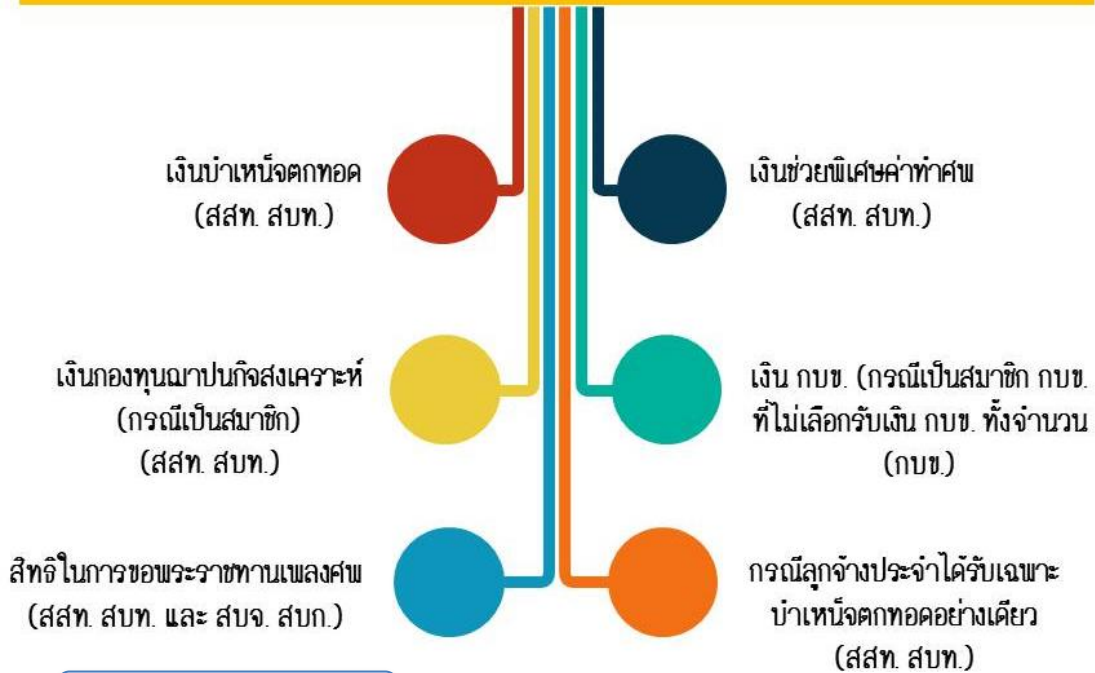 เงินบำเหน็จตกทอด
(สสท. สบท.)
เงินช่วยพิเศษค่าทำศพ
(สสท. สบท.)
เงินกองทุนฌาปนกิจสงเคราะห์
(กรณีเป็นสมาชิก)
(สสท. สบท.)
เงิน กบข. (กรณีเป็นสมาชิก กบข.
ที่ไม่เลือกรับเงิน กบข. ทั้งจำนวน
(กบข.)
สิทธิในการขอพระราชทานเพลงศพ
(สสท. สบท. และ สบจ. สบก.)
กรณีลูกจ้างประจำได้รับเฉพาะ
บำเหน็จตกทอดอย่างเดียว
(สสท. สบท.)